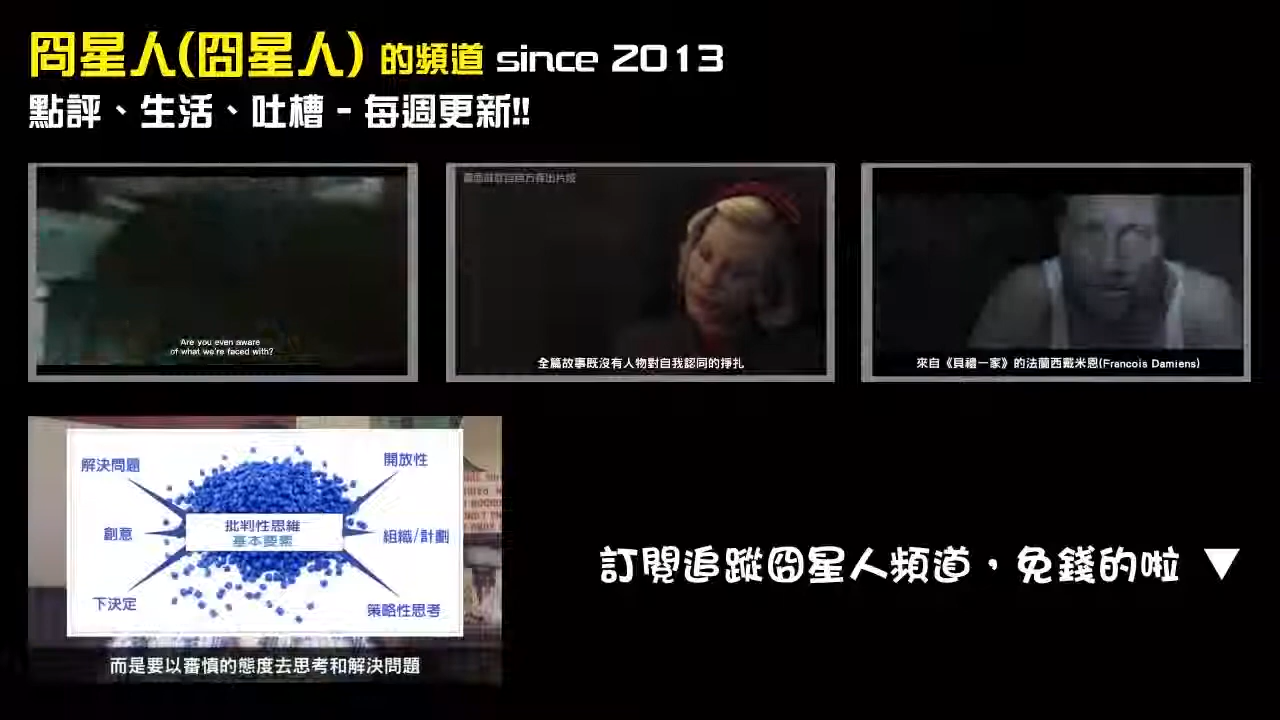 冏星人(囧星人) 的頻道 since 2013
點評、生活、吐槽 - 每週更新!!
Are you even aware
of what we're faced with?
全篇故事既沒有人物對自我認同的掙扎
來自《貝禮一家》的法蘭西戴米恩(Francois Damiens)
解決問題
開放性
創意
批判性思維
基本要素
組織/計劃
下決定
策略性思考
而是要以審慎的態度去思考和解決問題
訂閱追蹤囧星人頻道，免錢的啦 ▼